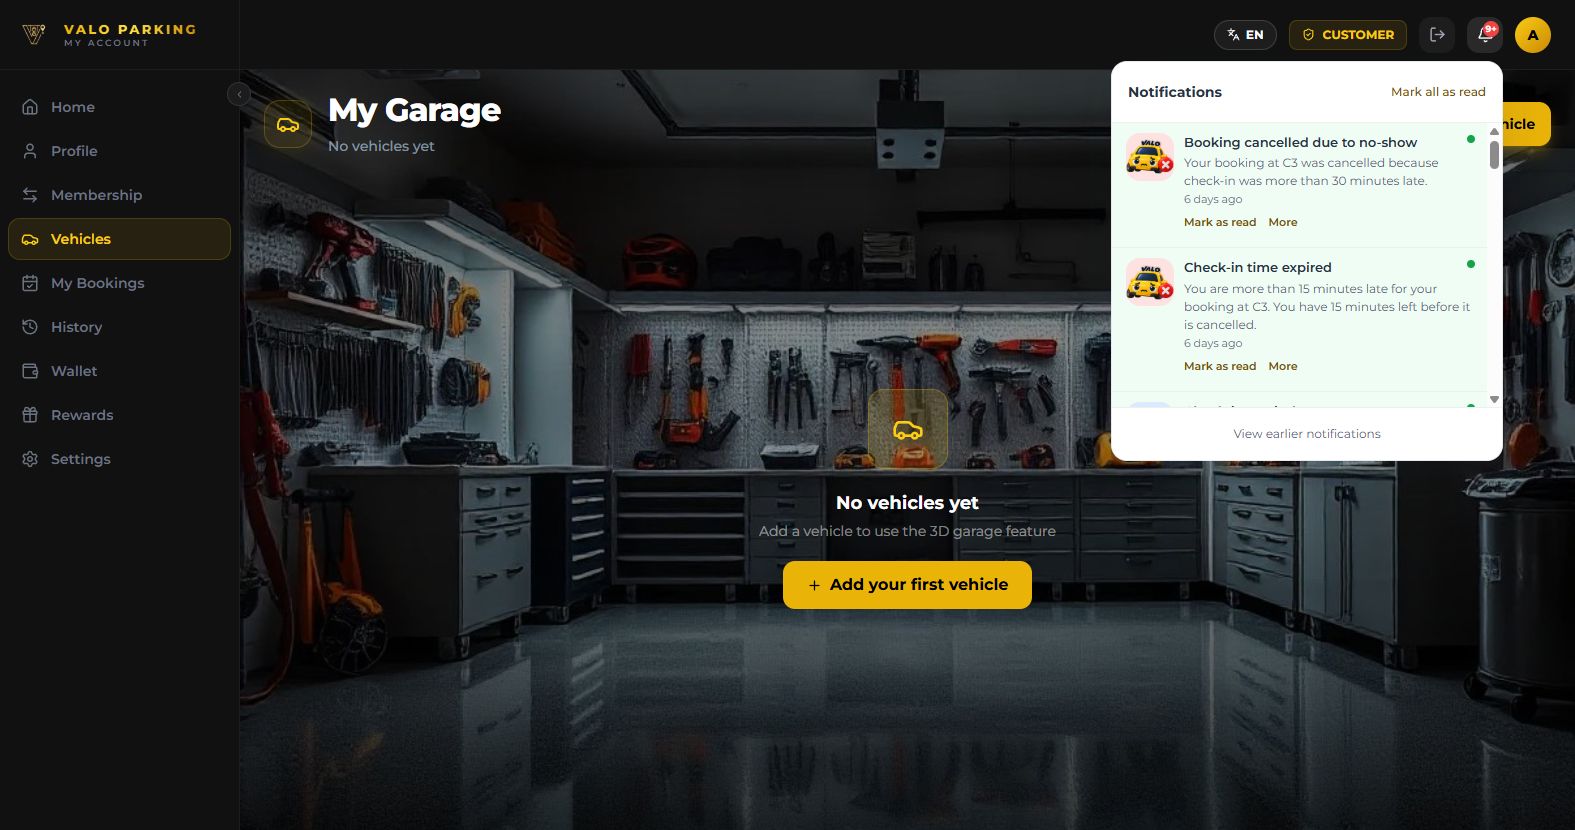 VALO PARKING
MY ACCOUNT
EN
CUSTOMER
9+
A
Home
Profile
Membership
Vehicles
My Bookings
History
Wallet
Rewards
Settings
My Garage
No vehicles yet
Notifications
Mark all as read
VALO
Booking cancelled due to no-show
Your booking at C3 was cancelled because
check-in was more than 30 minutes late.
6 days ago
Mark as read More
VALO
Check-in time expired
You are more than 15 minutes late for your
booking at C3. You have 15 minutes left before it
is cancelled.
6 days ago
Mark as read More
View earlier notifications
No vehicles yet
Add a vehicle to use the 3D garage feature
+ Add your first vehicle